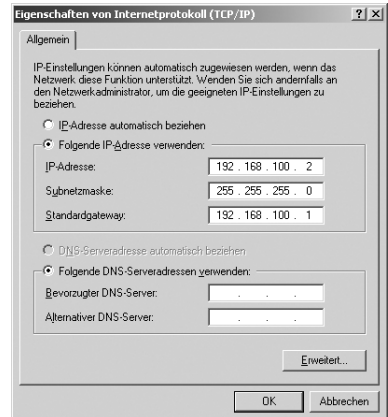 Eigenschaften von Internetprotokoll (TCP/IP)
Allgemein
IP-Einstellungen können automatisch zugewiesen werden, wenn das
Netzwerk diese Funktion unterstützt. Wenden Sie sich andernfalls an
den Netzwerkadministrator, um die geeigneten IP-Einstellungen zu
beziehen.
IP-Adresse automatisch beziehen
Folgende IP-Adresse verwenden:
IP-Adresse: 192 . 168 . 100 . 2
Subnetzmaske: 255 . 255 . 255 . 0
Standardgateway: 192 . 168 . 100 . 1
DNS-Serveradresse automatisch beziehen
Folgende DNS-Serveradressen verwenden:
Bevorzugter DNS-Server: . . .
Alternativer DNS-Server: . . .
Erweitert...
OK Abbrechen